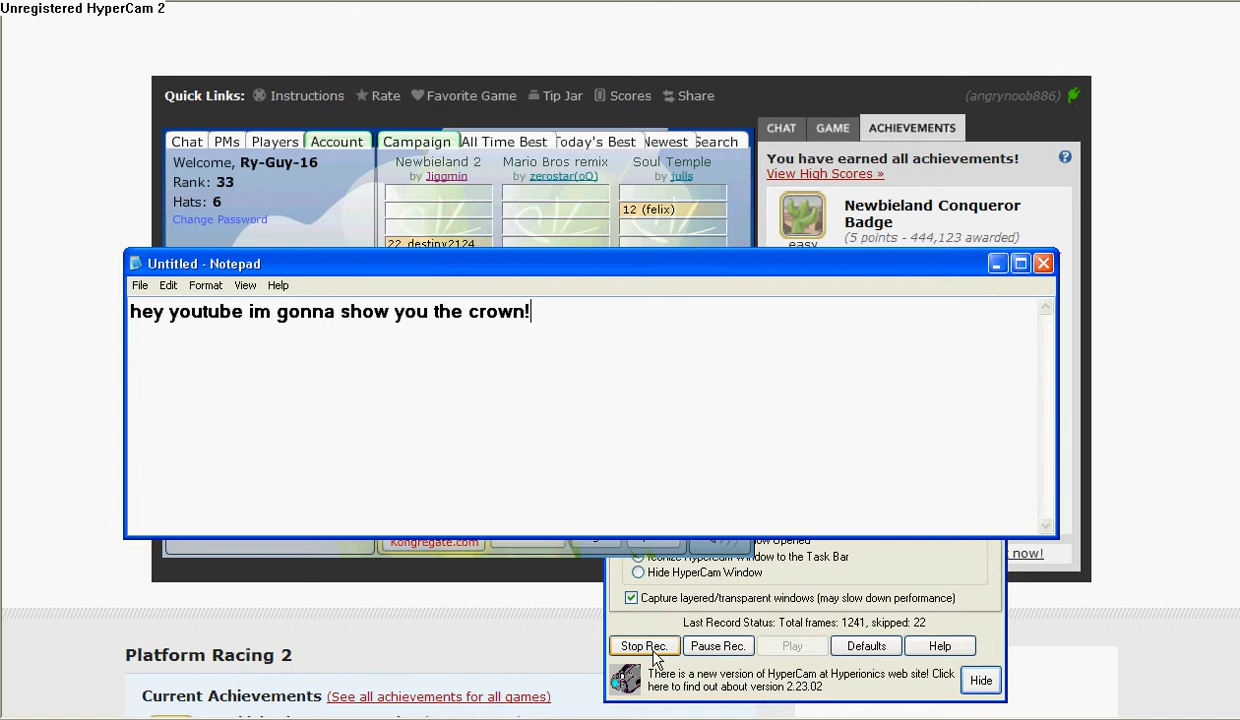 Unregistered HyperCam 2
Quick Links: Instructions Rate Favorite Game Tip Jar Scores Share (angrynoob886)
CHAT GAME ACHIEVEMENTS
Chat PMs Players Account Campaign All Time Best Today's Best Newest Search
Welcome, Ry-Guy-16
Rank: 33
Hats: 6
Change Password
Newbieland 2 Mario Bros remix Soul Temple
by Jiggmin by zerostar(oO) by julls
12 (felix)
22 destiny2124
You have earned all achievements!
View High Scores »
Newbieland Conqueror
Badge
(5 points - 444,123 awarded)
easy
Untitled - Notepad
File Edit Format View Help
hey youtube im gonna show you the crown!
Kongregate.com
now!
Iconize HyperCam Window to the Task Bar
Hide HyperCam Window
Capture layered/transparent windows (may slow down performance)
Last Record Status: Total frames: 1241, skipped: 22
Stop Rec. Pause Rec. Play Defaults Help
There is a new version of HyperCam at Hyperionics web site! Click
here to find out about version 2.23.02
Hide
Platform Racing 2
Current Achievements (See all achievements for all games)